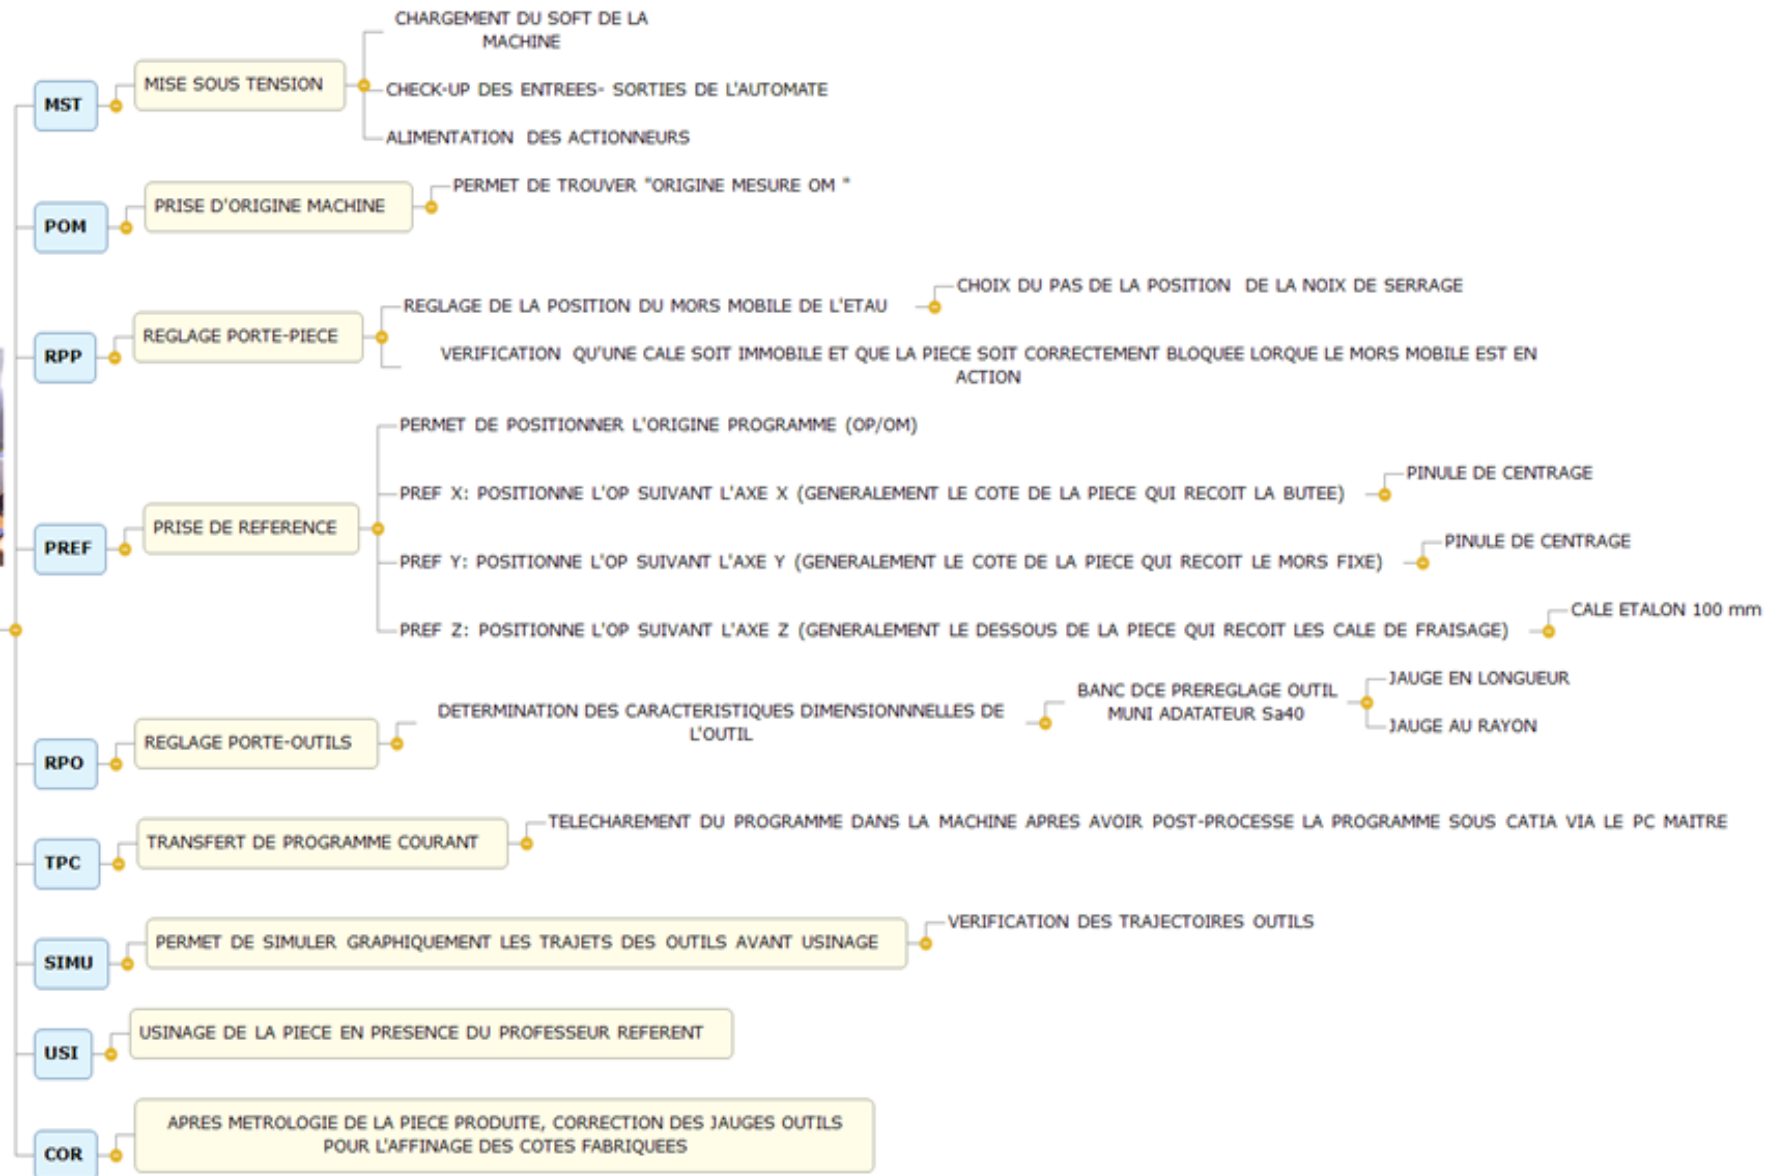 CHARGEMENT DU SOFT DE LA
MACHINE
MST
MISE SOUS TENSION
CHECK-UP DES ENTREES- SORTIES DE L'AUTOMATE
ALIMENTATION DES ACTIONNEURS
POM
PRISE D'ORIGINE MACHINE
PERMET DE TROUVER "ORIGINE MESURE OM "
RPP
REGLAGE PORTE-PIECE
REGLAGE DE LA POSITION DU MORS MOBILE DE L'ETAU
CHOIX DU PAS DE LA POSITION DE LA NOIX DE SERRAGE
VERIFICATION QU'UNE CALE SOIT IMMOBILE ET QUE LA PIECE SOIT CORRECTEMENT BLOQUEE LORQUE LE MORS MOBILE EST EN
ACTION
PREF
PRISE DE REFERENCE
PERMET DE POSITIONNER L'ORIGINE PROGRAMME (OP/OM)
PREF X: POSITIONNE L'OP SUIVANT L'AXE X (GENERALEMENT LE COTE DE LA PIECE QUI RECOIT LA BUTEE)
PINULE DE CENTRAGE
PREF Y: POSITIONNE L'OP SUIVANT L'AXE Y (GENERALEMENT LE COTE DE LA PIECE QUI RECOIT LE MORS FIXE)
PINULE DE CENTRAGE
PREF Z: POSITIONNE L'OP SUIVANT L'AXE Z (GENERALEMENT LE DESSOUS DE LA PIECE QUI RECOIT LES CALE DE FRAISAGE)
CALE ETALON 100 mm
RPO
REGLAGE PORTE-OUTILS
DETERMINATION DES CARACTERISTIQUES DIMENSIONNNELLES DE
L'OUTIL
BANC DCE PREREGLAGE OUTIL
MUNI ADATATEUR Sa40
JAUGE EN LONGUEUR
JAUGE AU RAYON
TPC
TRANSFERT DE PROGRAMME COURANT
TELECHAREMENT DU PROGRAMME DANS LA MACHINE APRES AVOIR POST-PROCESSE LA PROGRAMME SOUS CATIA VIA LE PC MAITRE
SIMU
PERMET DE SIMULER GRAPHIQUEMENT LES TRAJETS DES OUTILS AVANT USINAGE
VERIFICATION DES TRAJECTOIRES OUTILS
USI
USINAGE DE LA PIECE EN PRESENCE DU PROFESSEUR REFERENT
COR
APRES METROLOGIE DE LA PIECE PRODUITE, CORRECTION DES JAUGES OUTILS
POUR L'AFFINAGE DES COTES FABRIQUEES